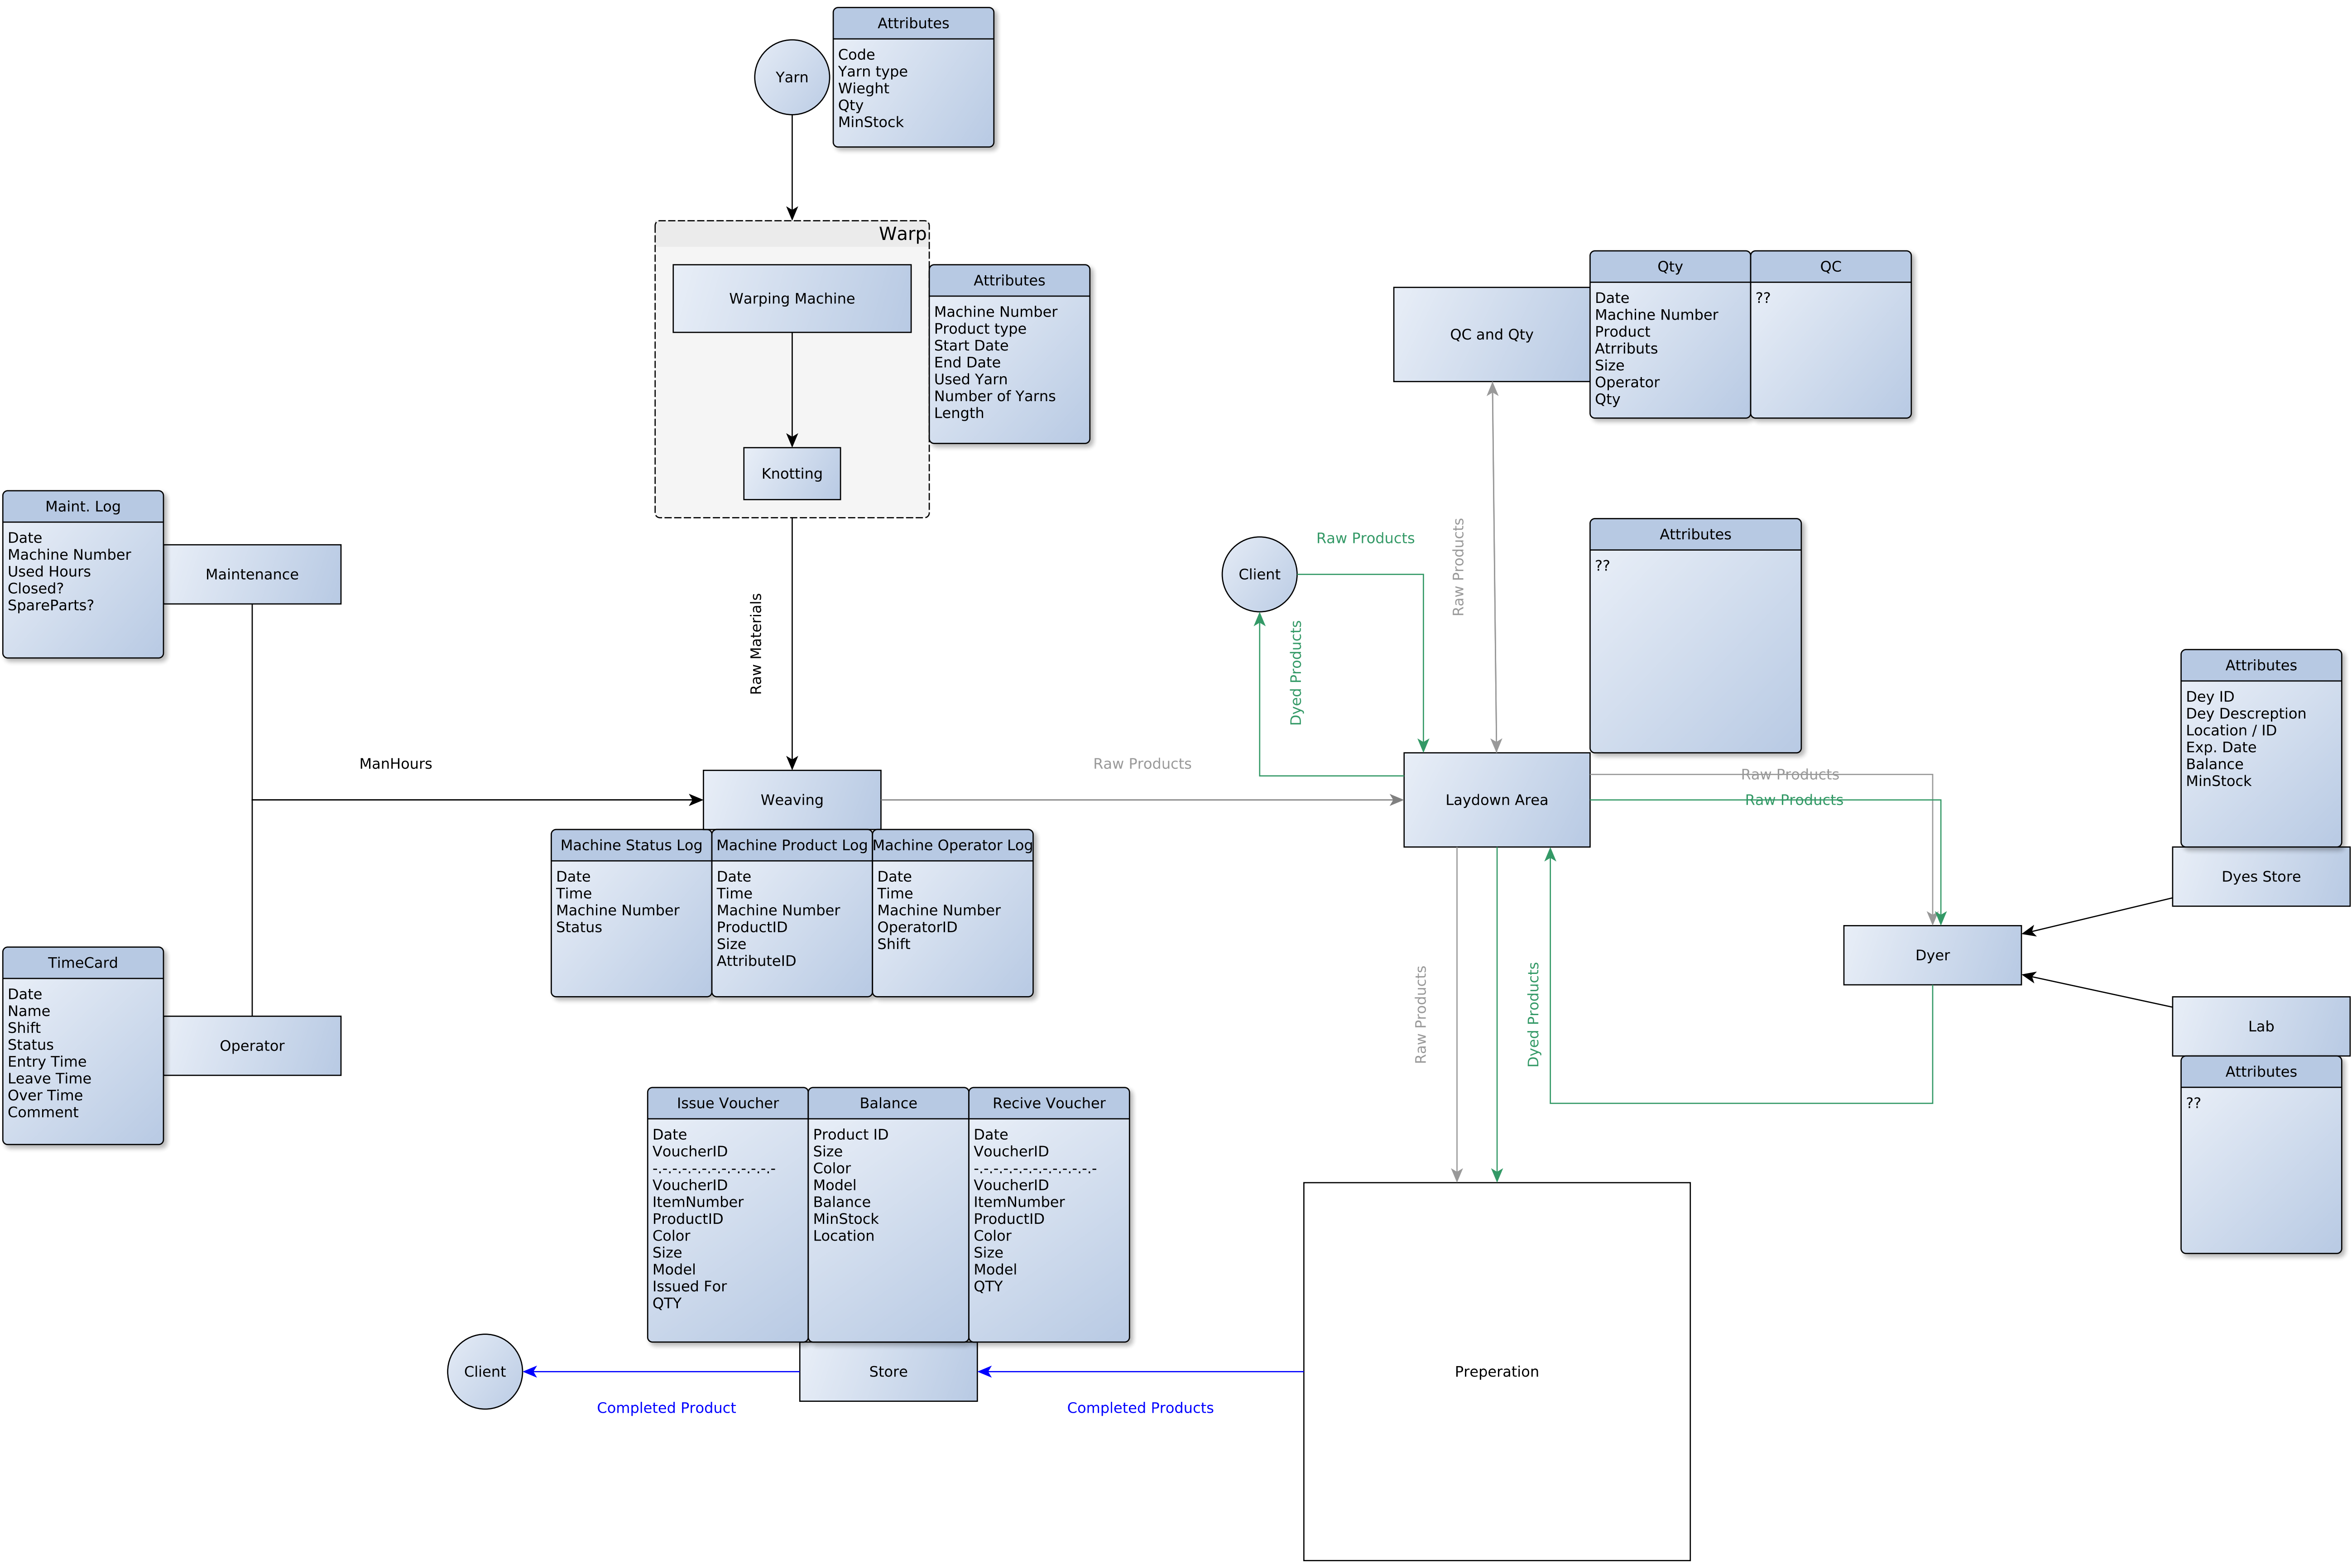 Yarn
Attributes
Code
Yarn type
Wieght
Qty
MinStock
Warp
Warping Machine
Knotting
Attributes
Machine Number
Product type
Start Date
End Date
Used Yarn
Number of Yarns
Length
QC and Qty
Qty
Date
Machine Number
Product
Atrributs
Size
Operator
Qty
QC
??
Maint. Log
Date
Machine Number
Used Hours
Closed?
SpareParts?
Maintenance
Raw Materials
Client
Raw Products
Dyed Products
Raw Products
Attributes
??
ManHours
Weaving
Raw Products
Laydown Area
Raw Products
Raw Products
Attributes
Dey ID
Dey Descreption
Location / ID
Exp. Date
Balance
MinStock
Dyes Store
Machine Status Log
Date
Time
Machine Number
Status
Machine Product Log
Date
Time
Machine Number
ProductID
Size
AttributeID
Machine Operator Log
Date
Time
Machine Number
OperatorID
Shift
Dyer
Lab
Attributes
??
TimeCard
Date
Name
Shift
Status
Entry Time
Leave Time
Over Time
Comment
Operator
Raw Products
Dyed Products
Issue Voucher
Date
VoucherID
-.-.-.-.-.-.-.-.-.-.-.-.-
VoucherID
ItemNumber
ProductID
Color
Size
Model
Issued For
QTY
Balance
Product ID
Size
Color
Model
Balance
MinStock
Location
Recive Voucher
Date
VoucherID
-.-.-.-.-.-.-.-.-.-.-.-.-
VoucherID
ItemNumber
ProductID
Color
Size
Model
QTY
Client
Completed Product
Store
Completed Products
Preperation